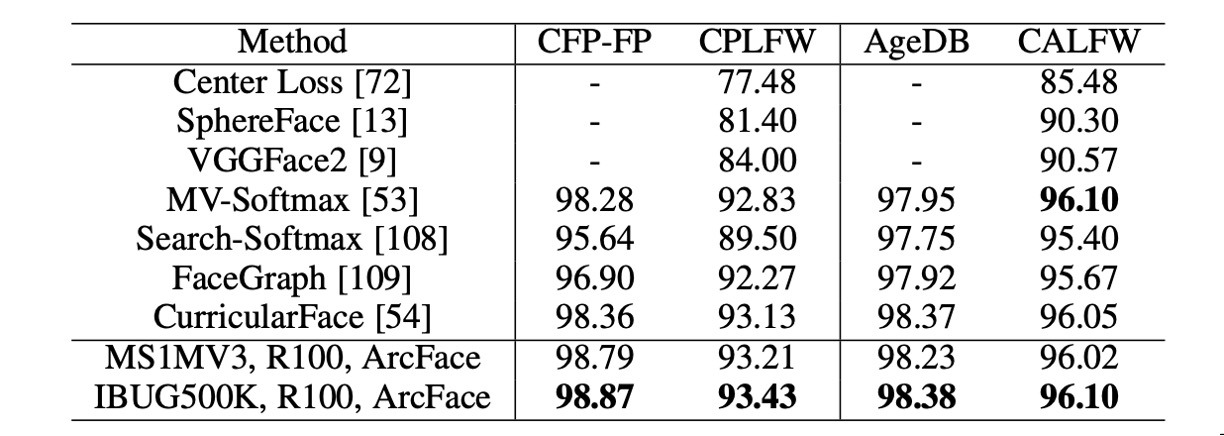 Method CFP-FP CPLFW AgeDB CALFW
Center Loss [72] - 77.48 - 85.48
SphereFace [13] - 81.40 - 90.30
VGGFace2 [9] - 84.00 - 90.57
MV-Softmax [53] 98.28 92.83 97.95 96.10
Search-Softmax [108] 95.64 89.50 97.75 95.40
FaceGraph [109] 96.90 92.27 97.92 95.67
CurricularFace [54] 98.36 93.13 98.37 96.05
MS1MV3, R100, ArcFace 98.79 93.21 98.23 96.02
IBUG500K, R100, ArcFace 98.87 93.43 98.38 96.10